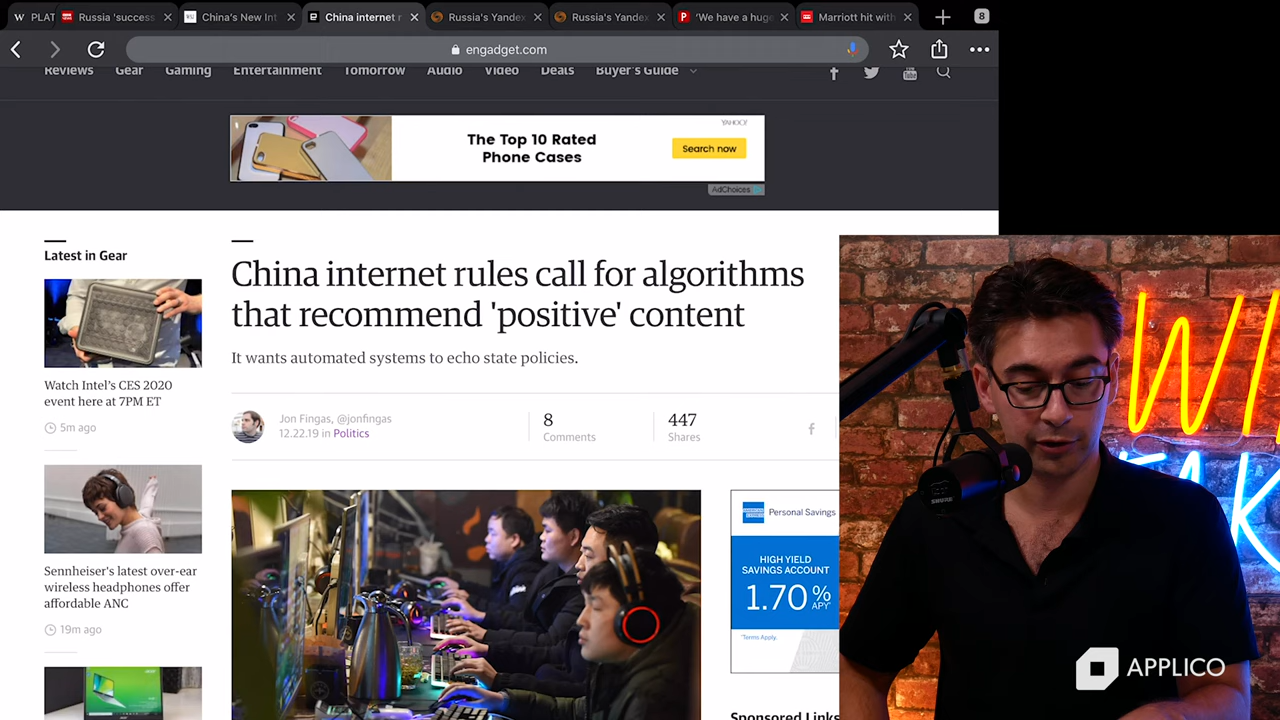 PLAT
Russia 'success
China's New Int
China internet r
Russia's Yandex
Russia's Yandex
'We have a huge
Marriott hit with
8
engadget.com
Reviews
Gear
Gaming
Entertainment
Tomorrow
Audio
Video
Deals
Buyer's Guide
YAHOO!
The Top 10 Rated
Phone Cases
Search now
AdChoices
Latest in Gear
Watch Intel's CES 2020
event here at 7PM ET
5m ago
Sennheiser's latest over-ear
wireless headphones offer
affordable ANC
19m ago
China internet rules call for algorithms
that recommend 'positive' content
It wants automated systems to echo state policies.
Jon Fingas, @jonfingas
12.22.19 in Politics
8
Comments
447
Shares
Personal Savings
HIGH YIELD
SAVINGS ACCOUNT
1.70 % APY*
*Terms Apply.
Sponsored Links
SHURE
APPLICO